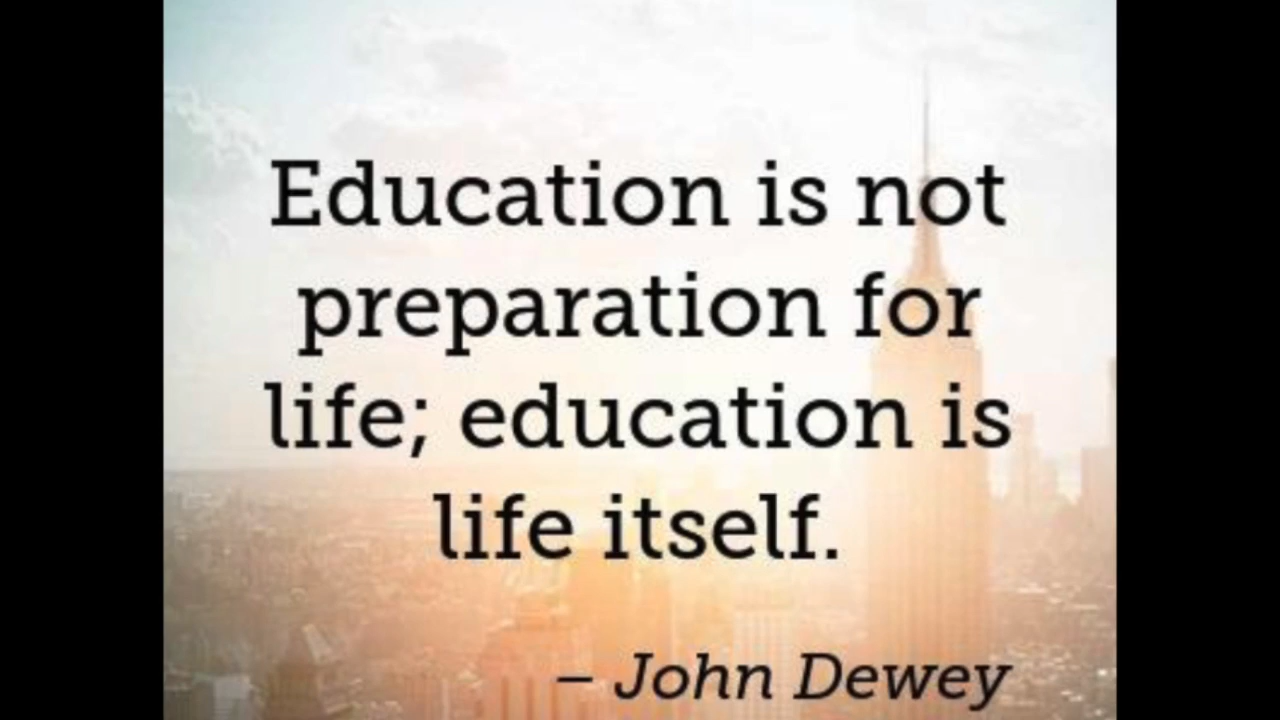 Education is not
preparation for
life; education is
life itself.
– John Dewey